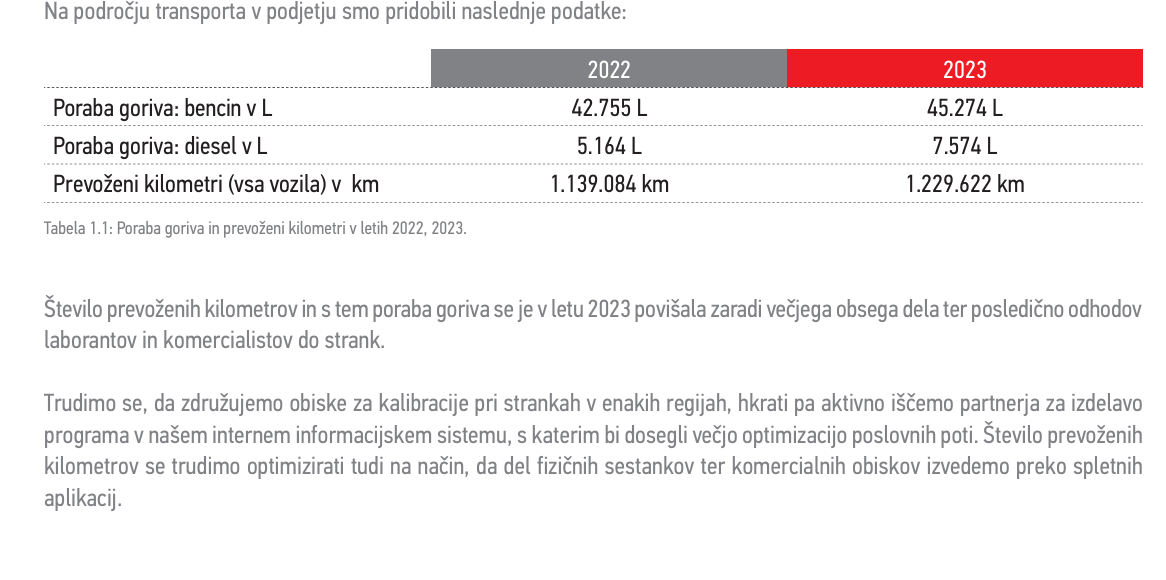 Na področju transporta v podjetju smo pridobili naslednje podatke:
2022 2023
Poraba goriva: bencin v L 42.755 L 45.274 L
Poraba goriva: diesel v L 5.164 L 7.574 L
Prevoženi kilometri (vsa vozila) v km 1.139.084 km 1.229.622 km
Tabela 1.1: Poraba goriva in prevoženi kilometri v letih 2022, 2023.
Število prevoženih kilometrov in s tem poraba goriva se je v letu 2023 povišala zaradi večjega obsega dela ter posledično odhodov
laborantov in komercialistov do strank.
Trudimo se, da združujemo obiske za kalibracije pri strankah v enakih regijah, hkrati pa aktivno iščemo partnerja za izdelavo
programa v našem internem informacijskem sistemu, s katerim bi dosegli večjo optimizacijo poslovnih poti. Število prevoženih
kilometrov se trudimo optimizirati tudi na način, da del fizičnih sestankov ter komercialnih obiskov izvedemo preko spletnih
aplikacij.